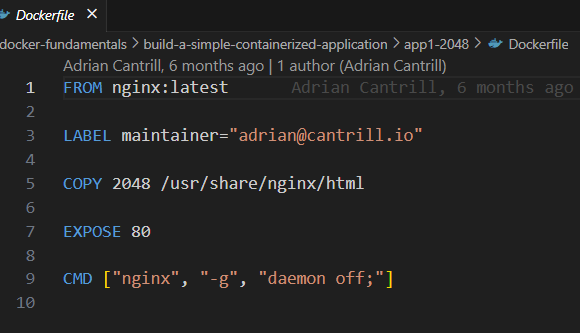 Dockerfile
docker-fundamentals > build-a-simple-containerized-application > app1-2048 > Dockerfile
Adrian Cantrill, 6 months ago | 1 author (Adrian Cantrill)
1 FROM nginx:latest Adrian Cantrill, 6 months ago
2
3 LABEL maintainer="adrian@cantrill.io"
4
5 COPY 2048 /usr/share/nginx/html
6
7 EXPOSE 80
8
9 CMD ["nginx", "-g", "daemon off;"]
10